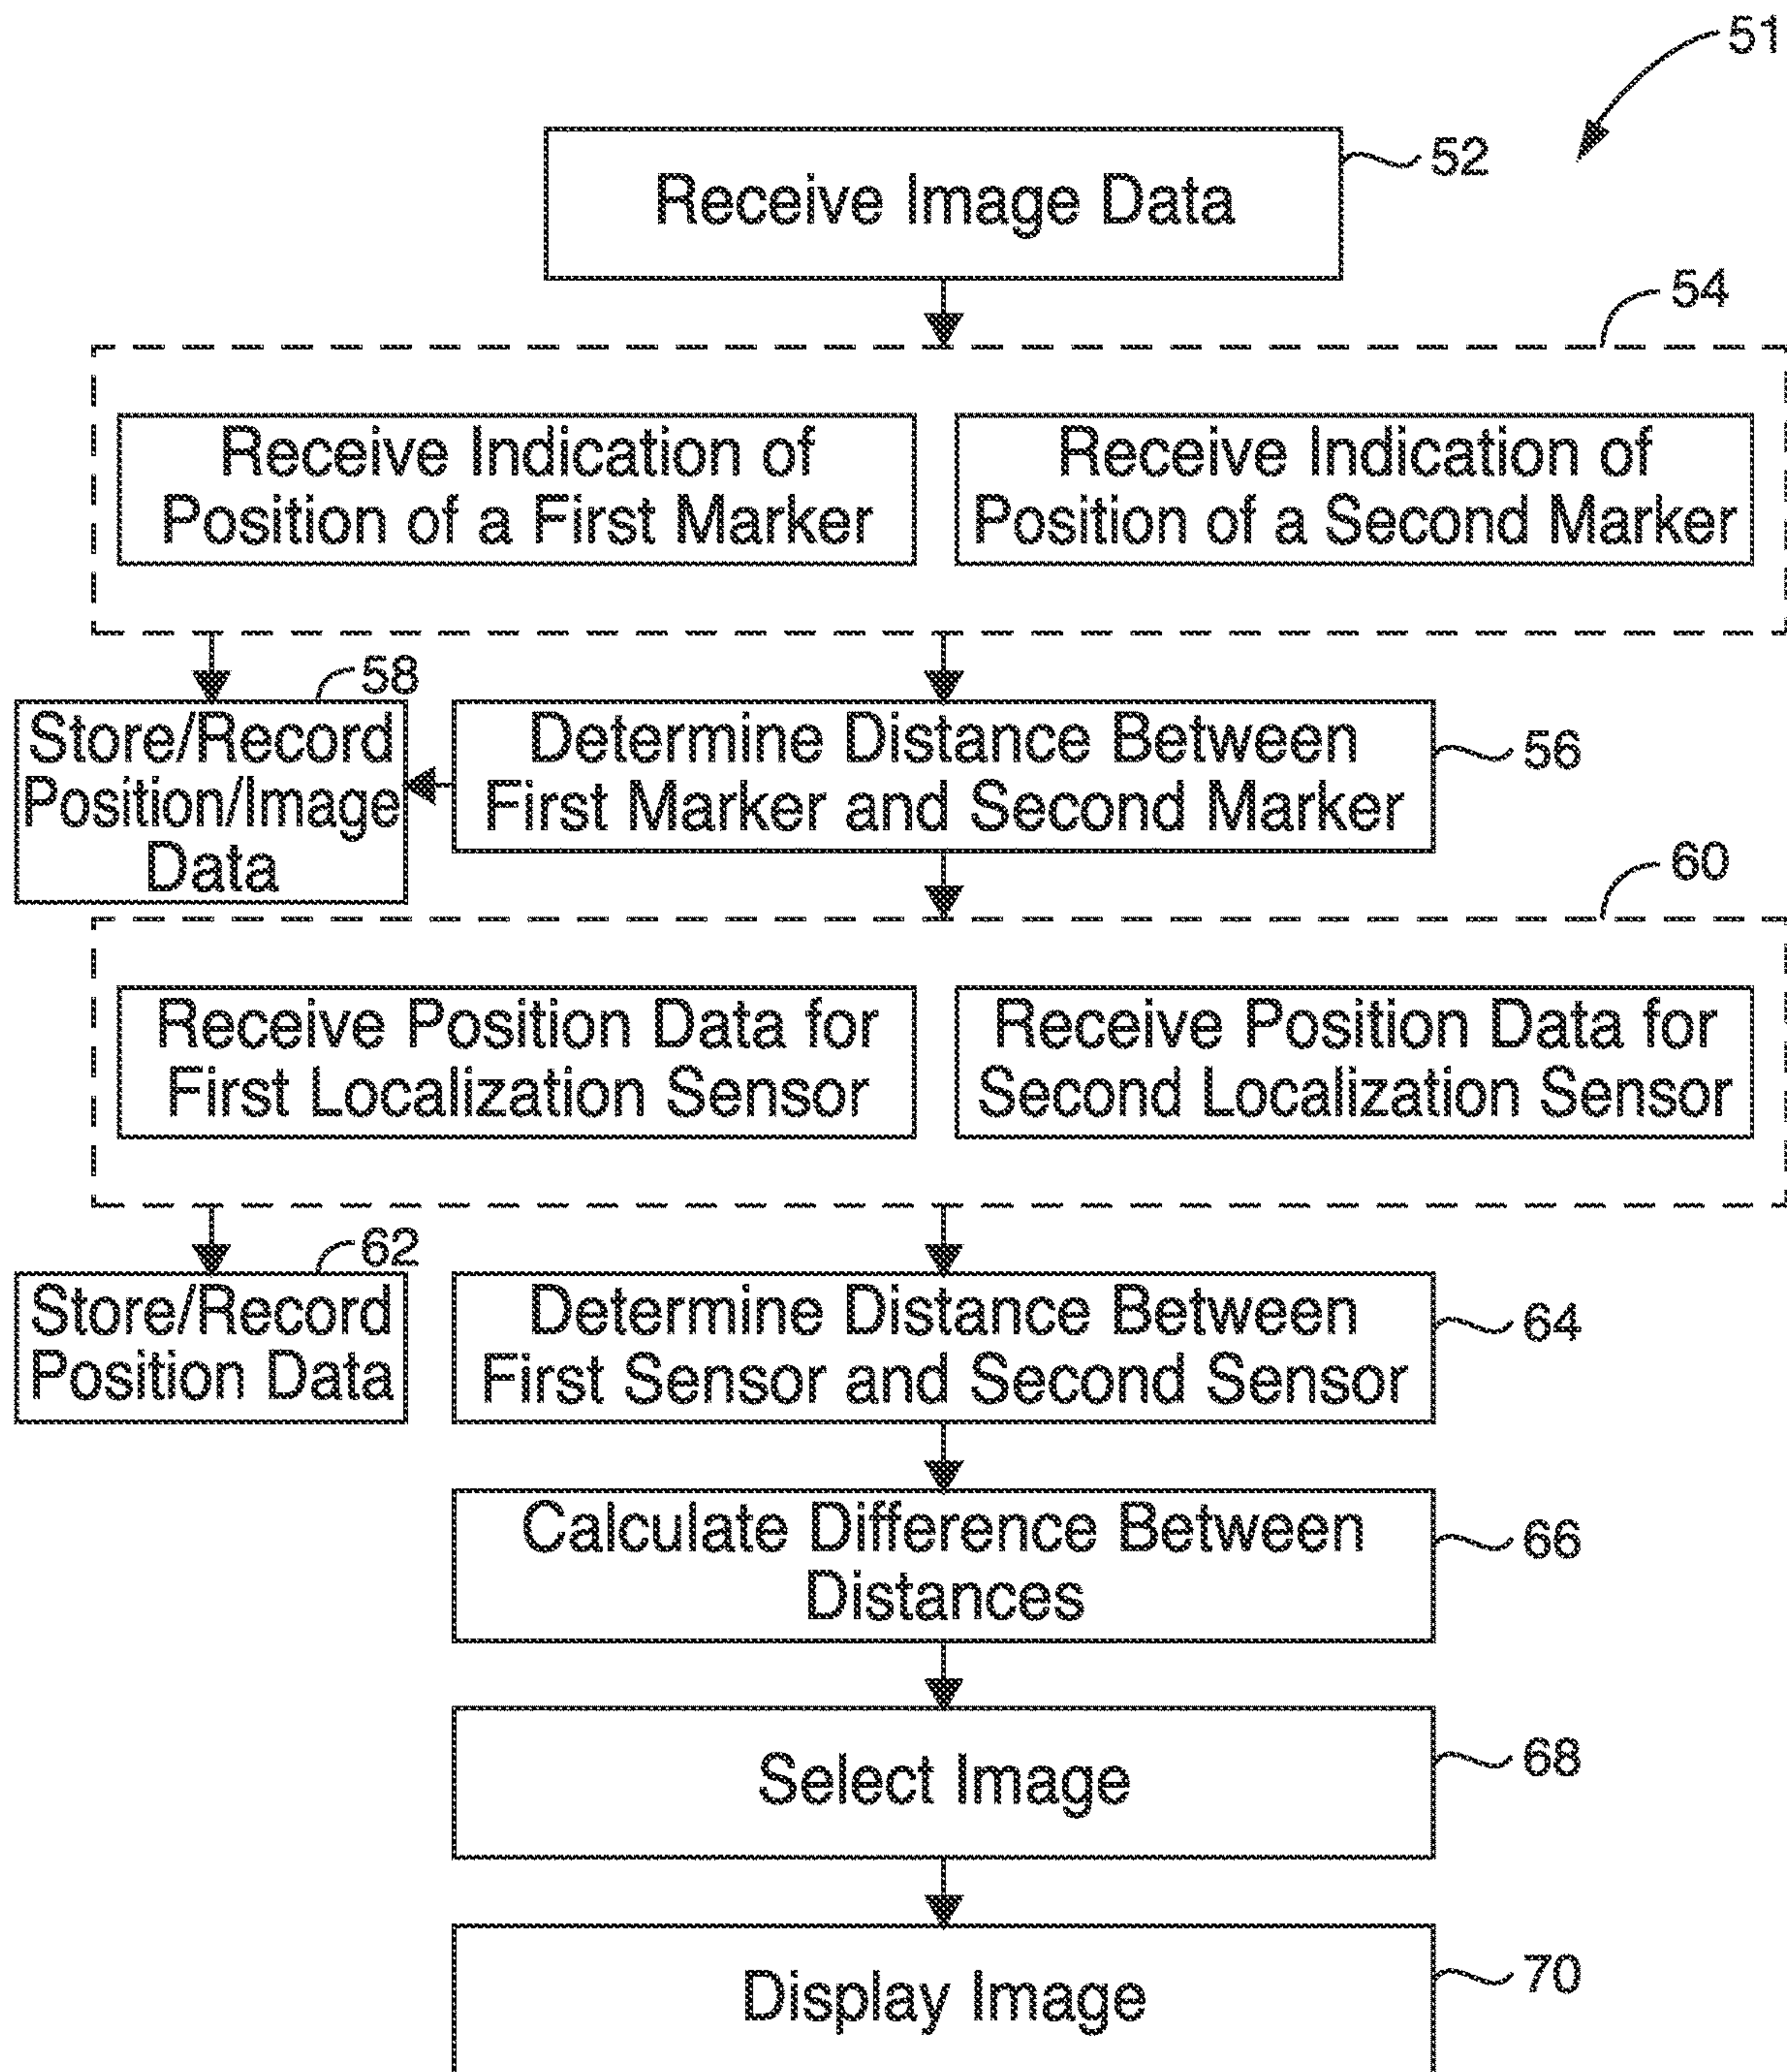 51
Receive Image Data
52
54
Receive Indication of
Position of a First Marker
Receive Indication of
Position of a Second Marker
58
Store/Record
Position/Image
Data
Determine Distance Between
First Marker and Second Marker
56
60
Receive Position Data for
First Localization Sensor
Receive Position Data for
Second Localization Sensor
62
Store/Record
Position Data
Determine Distance Between
First Sensor and Second Sensor
64
Calculate Difference Between
Distances
66
Select Image
68
Display Image
70